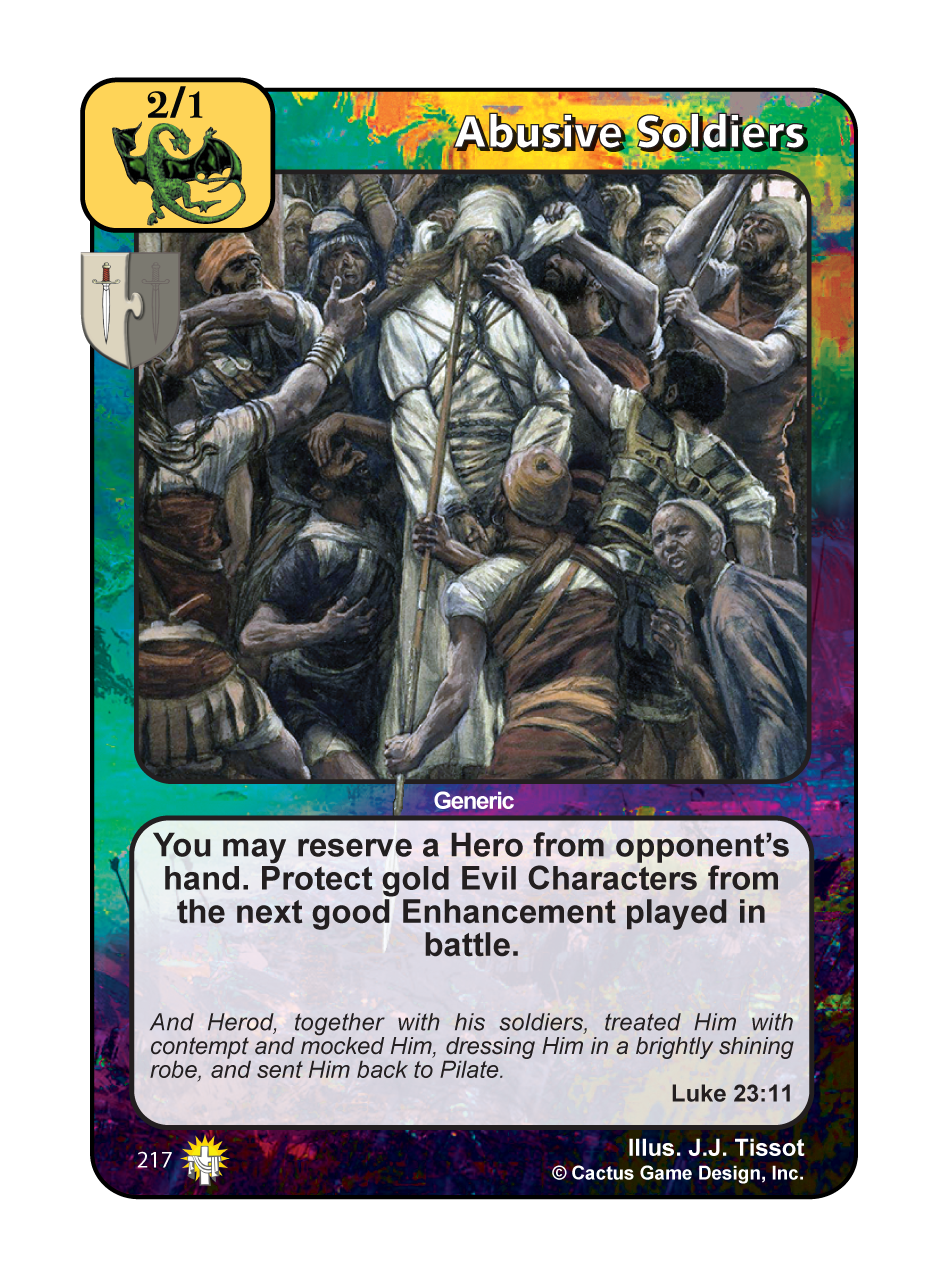 2/1
Abusive Soldiers
Generic
You may reserve a Hero from opponent’s
hand. Protect gold Evil Characters from
the next good Enhancement played in
battle.
And Herod, together with his soldiers, treated Him with
contempt and mocked Him, dressing Him in a brightly shining
robe, and sent Him back to Pilate.
Luke 23:11
217
Illus. J.J. Tissot
© Cactus Game Design, Inc.